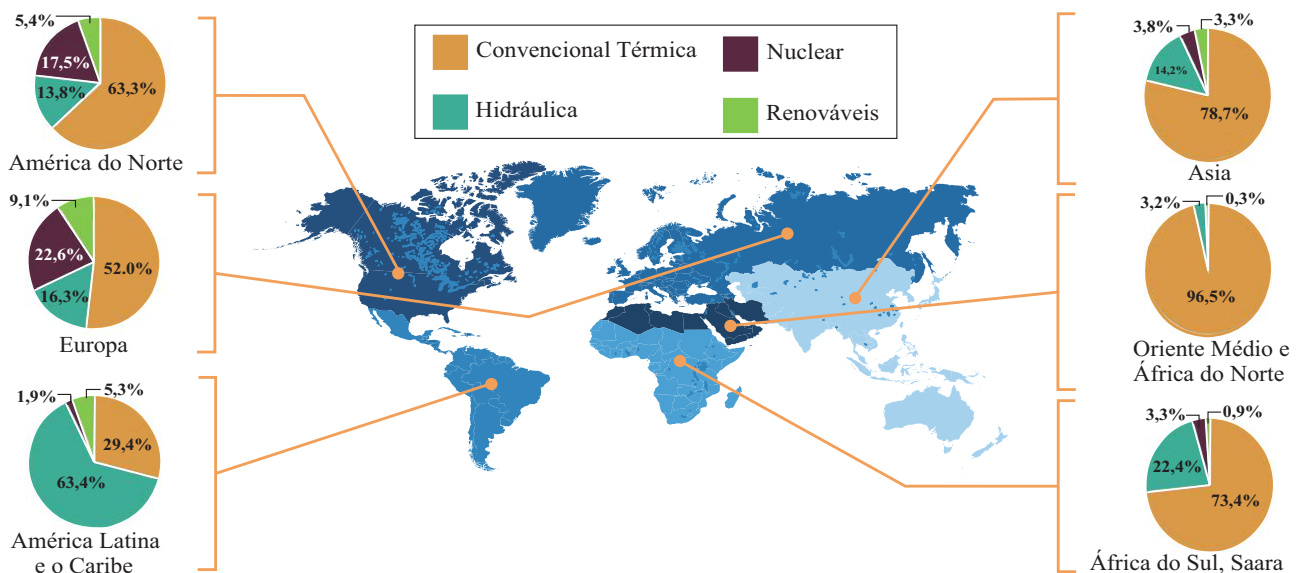 5,4%
17,5%
63,3%
13,8%
América do Norte
9,1%
22,6%
52.0%
16,3%
Europa
1,9%
5,3%
29,4%
63,4%
América Latina
e o Caribe
Convencional Térmica
Nuclear
Hidráulica
Renováveis
3,8%
3,3%
14,2%
78,7%
Asia
3,2%
0,3%
96,5%
Oriente Médio e
África do Norte
3,3%
0,9%
22,4%
73,4%
África do Sul, Saara